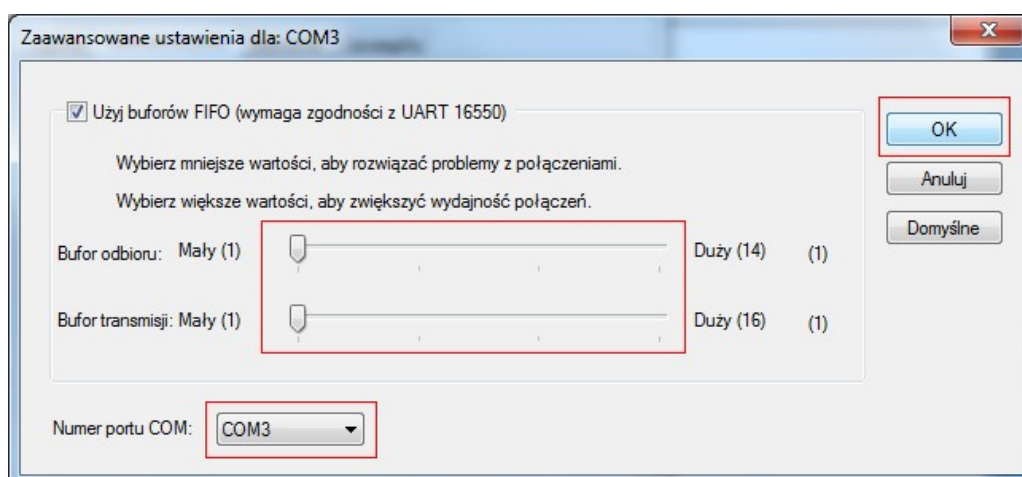 Zaawansowane ustawienia dla: COM3
Użyj buforów FIFO (wymaga zgodności z UART 16550)
Wybierz mniejsze wartości, aby rozwiązać problemy z połączeniami.
Wybierz większe wartości, aby zwiększyć wydajność połączeń.
Bufor odbioru: Mały (1) Duży (14) (1)
Bufor transmisji: Mały (1) Duży (16) (1)
Numer portu COM: COM3
OK
Anuluj
Domyślne